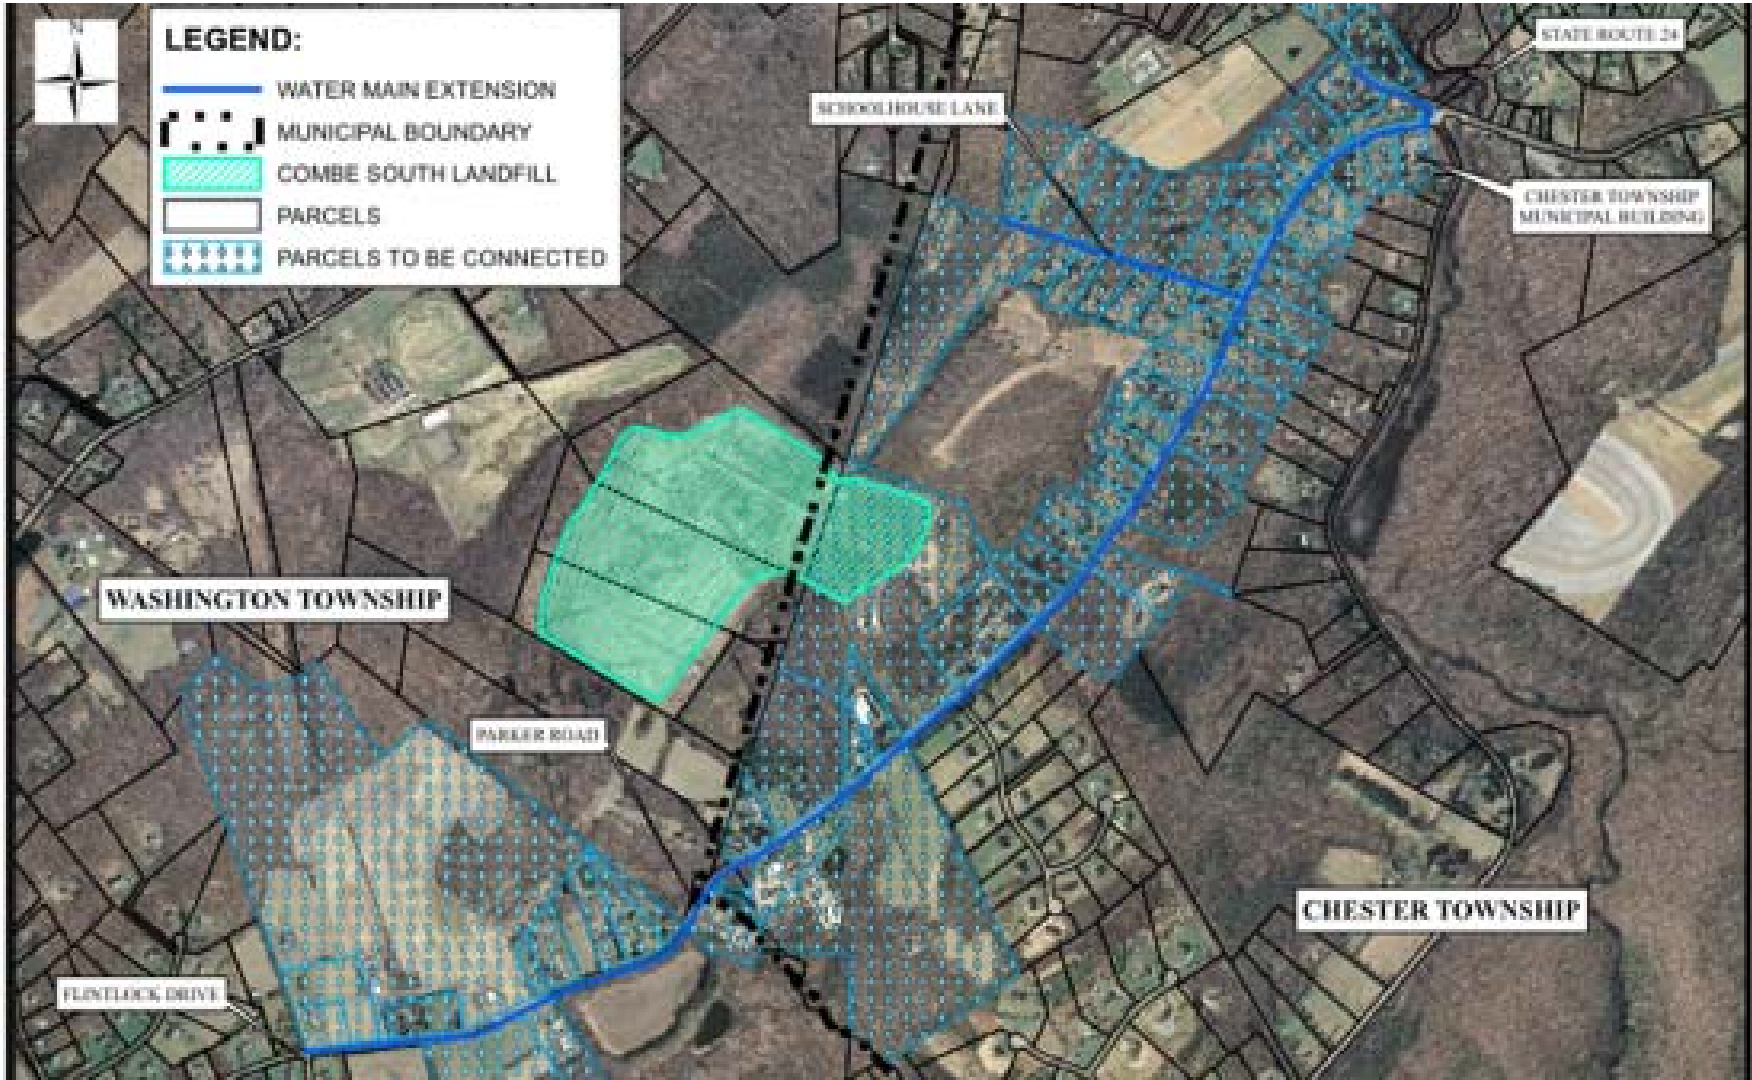 N
LEGEND:
WATER MAIN EXTENSION
MUNICIPAL BOUNDARY
COMBE SOUTH LANDFILL
PARCELS
PARCELS TO BE CONNECTED
STATE ROUTE 24
SCHOOLHOUSE LANE
CHESTER TOWNSHIP
MUNICIPAL BUILDING
WASHINGTON TOWNSHIP
PARKER ROAD
CHESTER TOWNSHIP
FLINTLOCK DRIVE